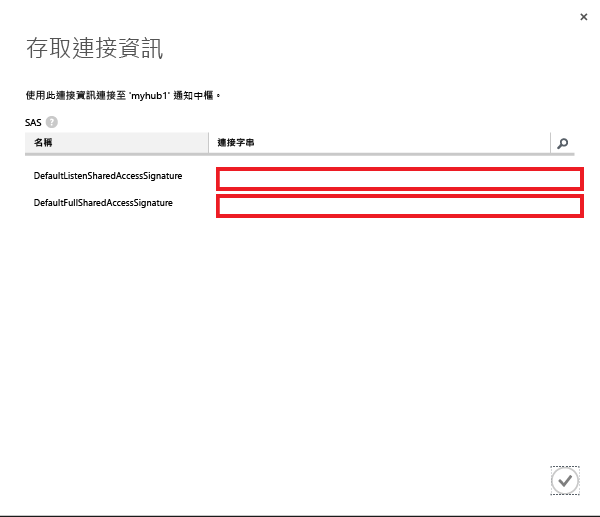 存取連接資訊
使用此連接資訊連接至 'myhub1' 通知中樞。
SAS ?
名稱 連接字串
DefaultListenSharedAccessSignature
DefaultFullSharedAccessSignature